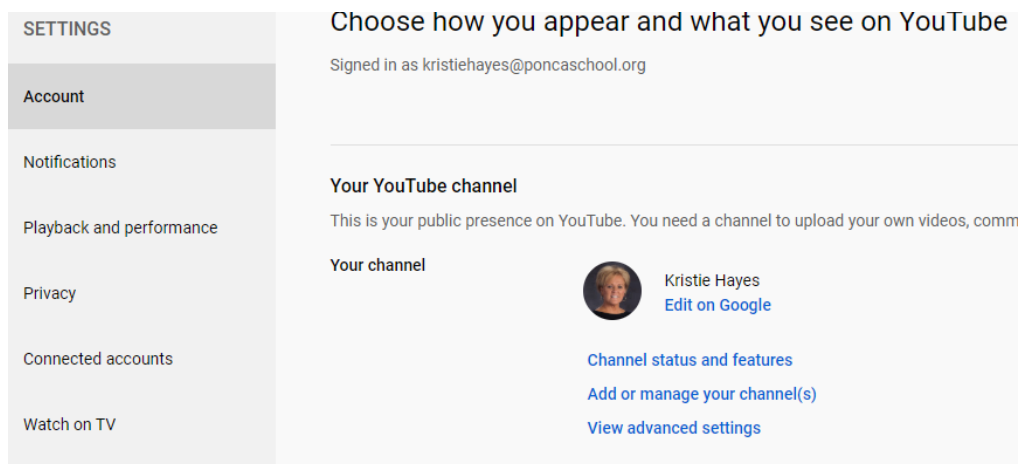 SETTINGS
Account
Notifications
Playback and performance
Privacy
Connected accounts
Watch on TV
Choose how you appear and what you see on YouTube
Signed in as kristiehayes@poncaschool.org
Your YouTube channel
This is your public presence on YouTube. You need a channel to upload your own videos, comm
Your channel
Kristie Hayes
Edit on Google
Channel status and features
Add or manage your channel(s)
View advanced settings